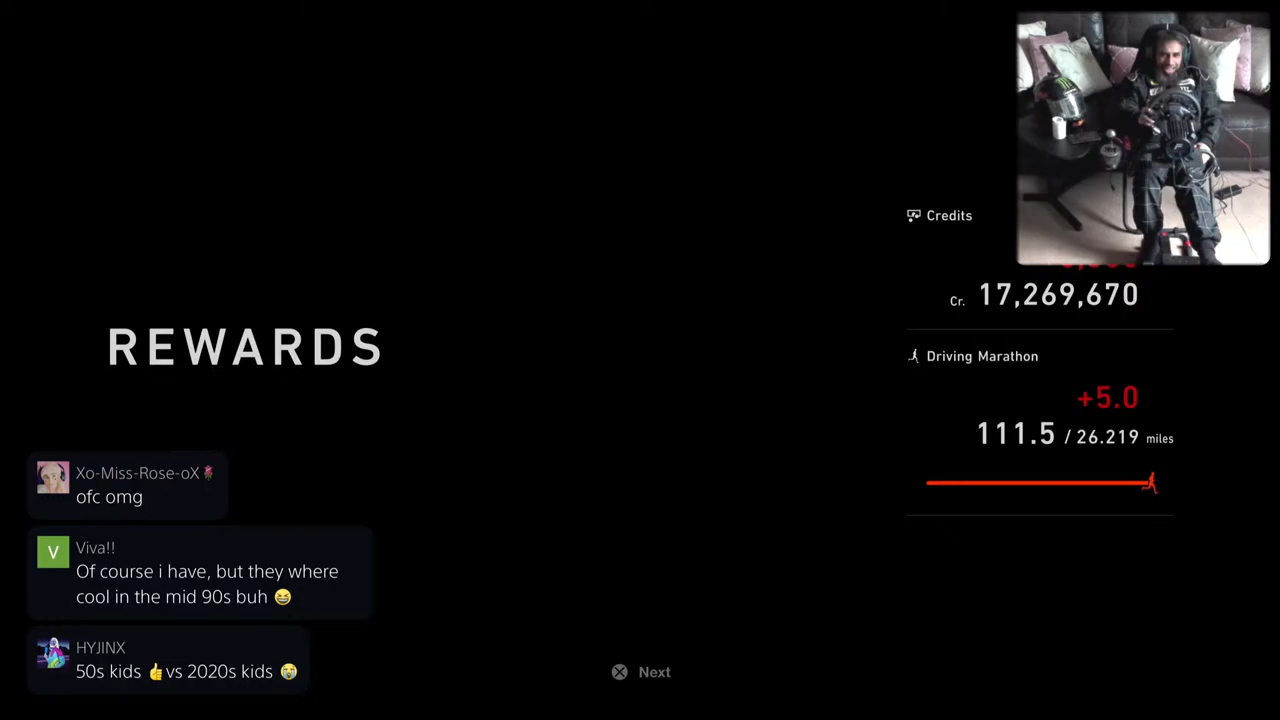 Credits
Cr. 17,269,670
REWARDS
Driving Marathon
+5.0
111.5 / 26.219 miles
Xo-Miss-Rose-oX🌹
ofc omg
V
Viva!!
Of course i have, but they where
cool in the mid 90s buh 😆
HYJINX
50s kids 👍vs 2020s kids 😭
Next